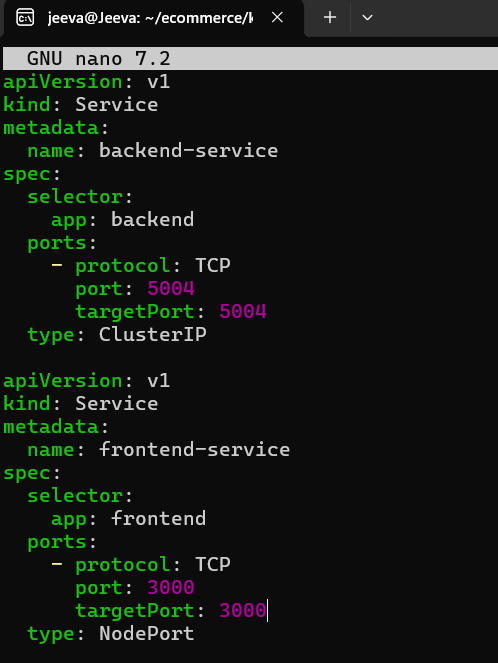 jeeva@Jeeva: ~/ecommerce/k
GNU nano 7.2
apiVersion: v1
kind: Service
metadata:
  name: backend-service
spec:
  selector:
    app: backend
  ports:
    - protocol: TCP
      port: 5004
      targetPort: 5004
  type: ClusterIP
apiVersion: v1
kind: Service
metadata:
  name: frontend-service
spec:
  selector:
    app: frontend
  ports:
    - protocol: TCP
      port: 3000
      targetPort: 3000
  type: NodePort